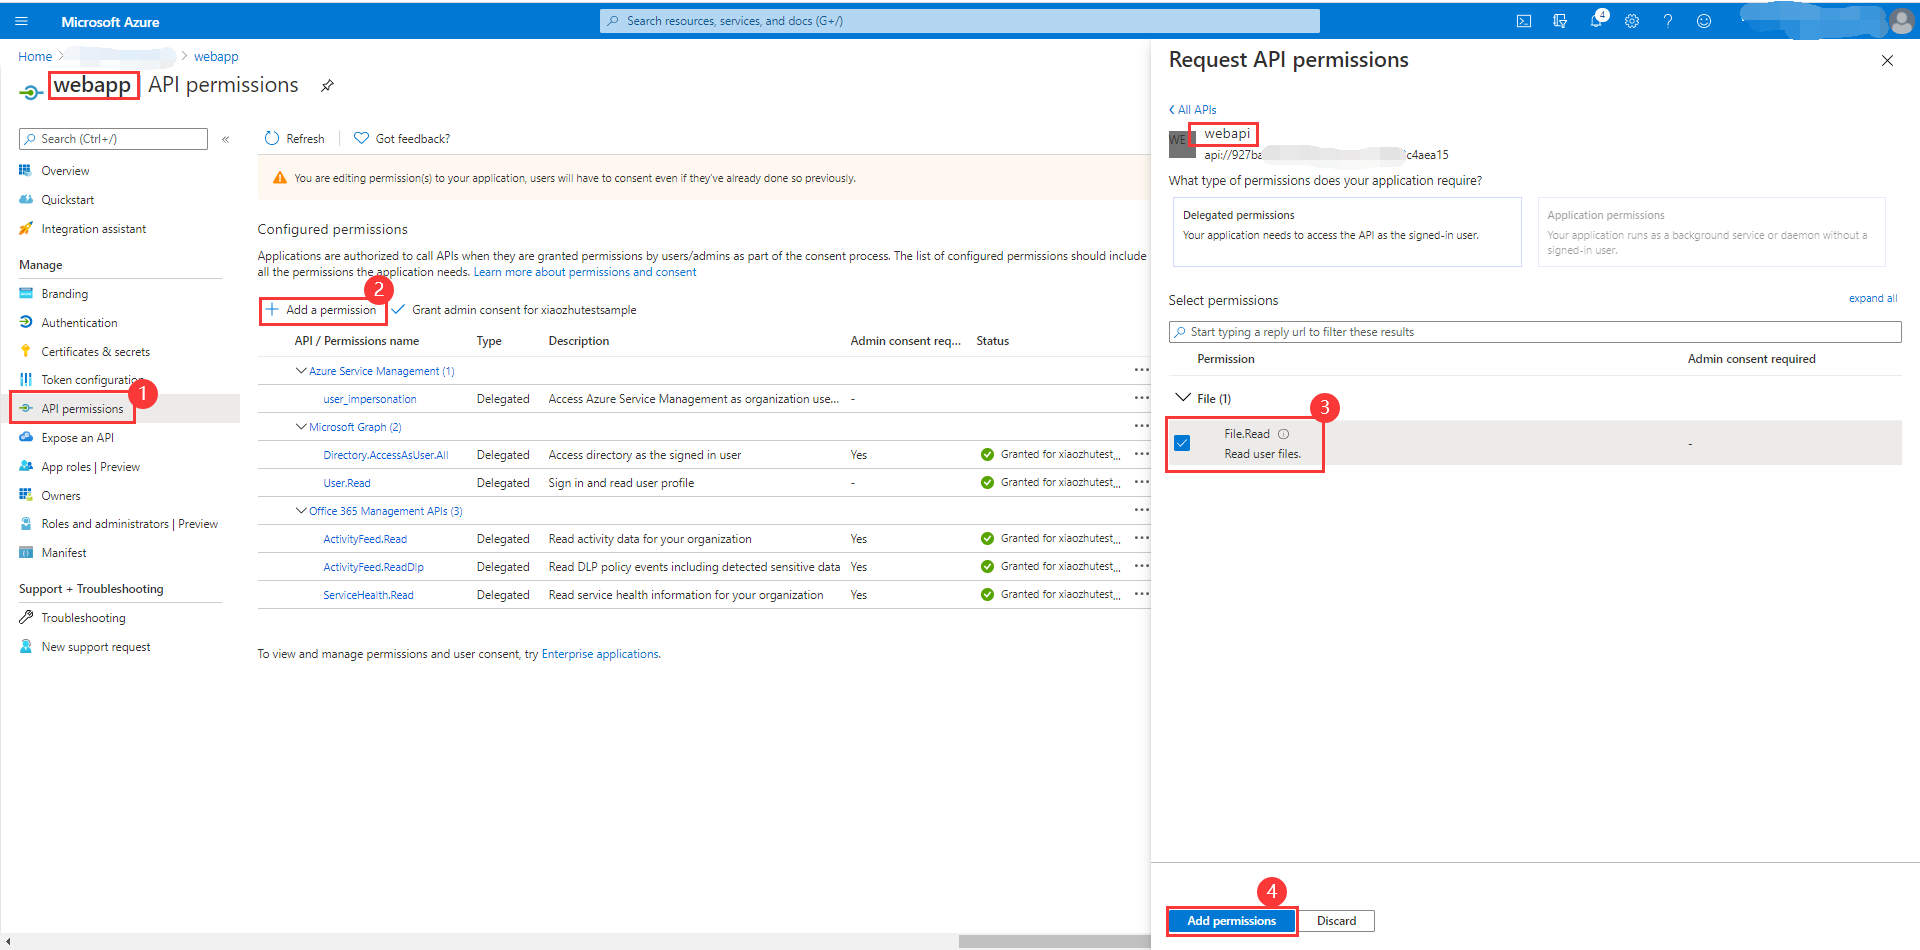 Microsoft Azure
Search resources, services, and docs (G+/)
4
Home
webapp
webapp
API permissions
Search (Ctrl+/)
«
Overview
Quickstart
Integration assistant
Manage
Branding
Authentication
Certificates & secrets
Token configuration
1
API permissions
Expose an API
App roles | Preview
Owners
Roles and administrators | Preview
Manifest
Support + Troubleshooting
Troubleshooting
New support request
Refresh
Got feedback?
You are editing permission(s) to your application, users will have to consent even if they've already done so previously.
Configured permissions
Applications are authorized to call APIs when they are granted permissions by users/admins as part of the consent process. The list of configured permissions should include
all the permissions the application needs. Learn more about permissions and consent
2
Add a permission
Grant admin consent for xiaozhutestsample
API / Permissions name Type Description Admin consent req... Status
Azure Service Management (1)
user_impersonation Delegated Access Azure Service Management as organization use... -
Microsoft Graph (2)
Directory.AccessAsUser.All Delegated Access directory as the signed in user Yes Granted for xiaozhutest...
User.Read Delegated Sign in and read user profile - Granted for xiaozhutest...
Office 365 Management APIs (3)
ActivityFeed.Read Delegated Read activity data for your organization Yes Granted for xiaozhutest...
ActivityFeed.ReadDlp Delegated Read DLP policy events including detected sensitive data Yes Granted for xiaozhutest...
ServiceHealth.Read Delegated Read service health information for your organization Yes Granted for xiaozhutest...
To view and manage permissions and user consent, try Enterprise applications.
Request API permissions
All APIs
WE
webapi
api://927ba c4aea15
What type of permissions does your application require?
Delegated permissions
Your application needs to access the API as the signed-in user.
Application permissions
Your application runs as a background service or daemon without a
signed-in user.
Select permissions
expand all
Start typing a reply url to filter these results
Permission Admin consent required
File (1)
3
File.Read
Read user files.
-
4
Add permissions
Discard